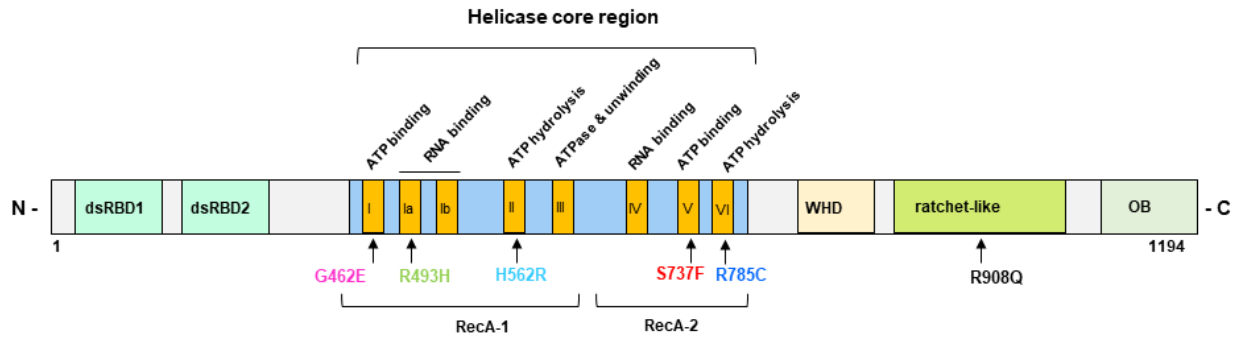 Helicase core region
ATP binding
RNA binding
ATP hydrolysis
ATPase & unwinding
RNA binding
ATP binding
ATP hydrolysis
N - dsRBD1 dsRBD2 I Ia Ib II III IV V VI WHD ratchet-like OB - C
1 1194
G462E R493H H562R S737F R785C R908Q
RecA-1 RecA-2